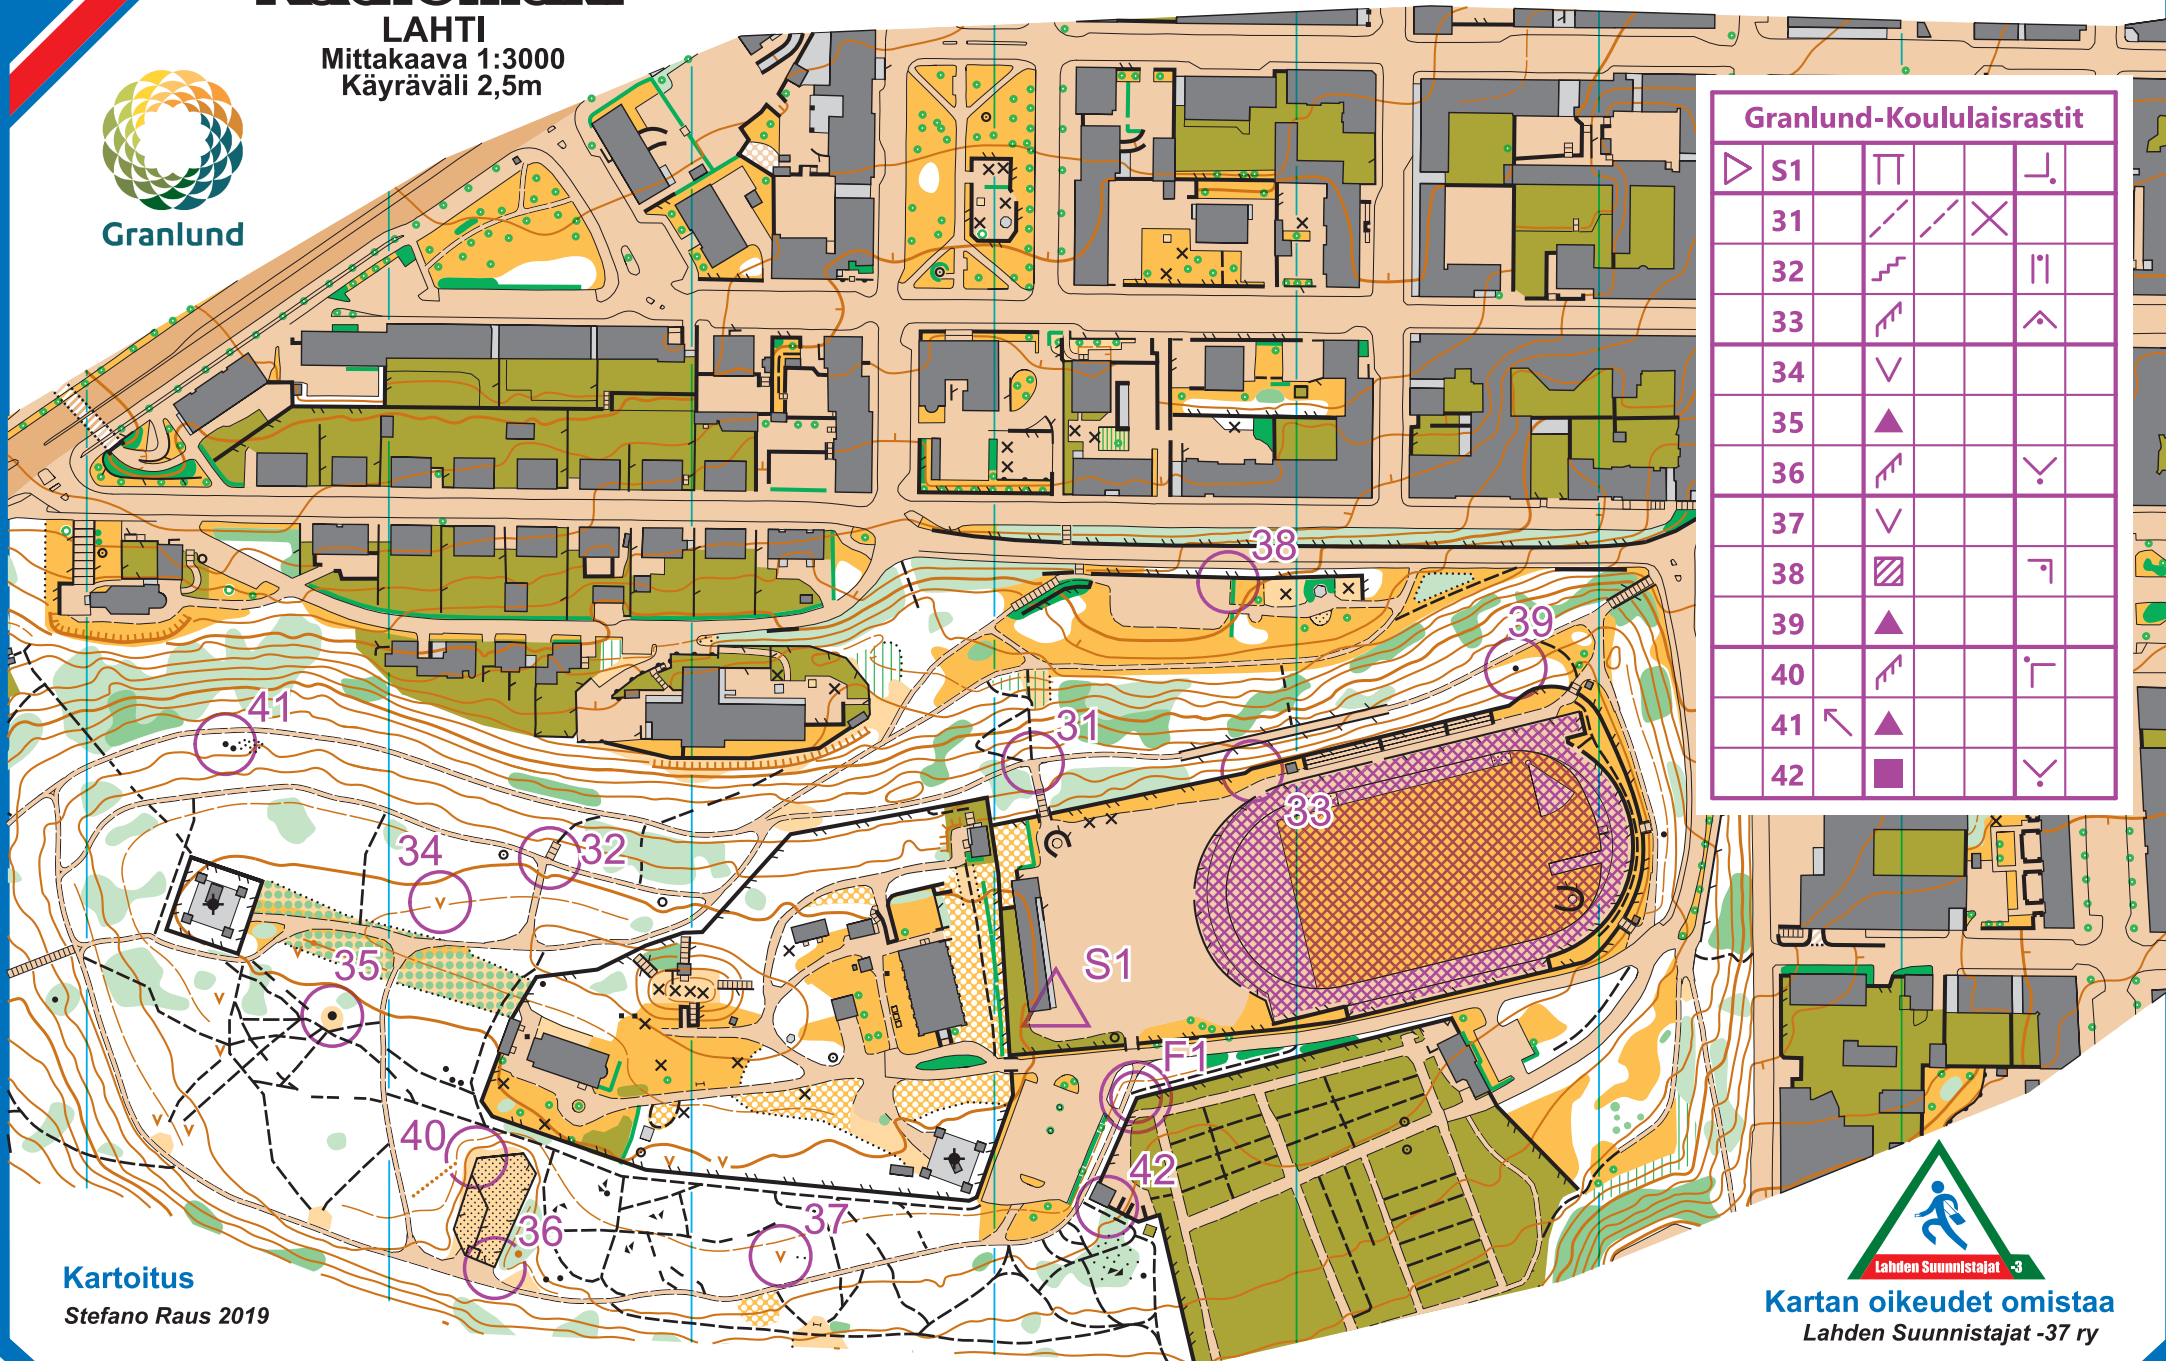 LAHTI
Mittakaava 1:3000
Käyräväli 2,5m
Granlund
Granlund-Koululaisrastit
S1
31
32
33
34
35
36
37
38
39
40
41
42
38
39
41
31
33
34
32
35
S1
F1
40
42
36
37
Kartoitus
Stefano Raus 2019
Lahden Suunnistajat -3
Kartan oikeudet omistaa
Lahden Suunnistajat -37 ry